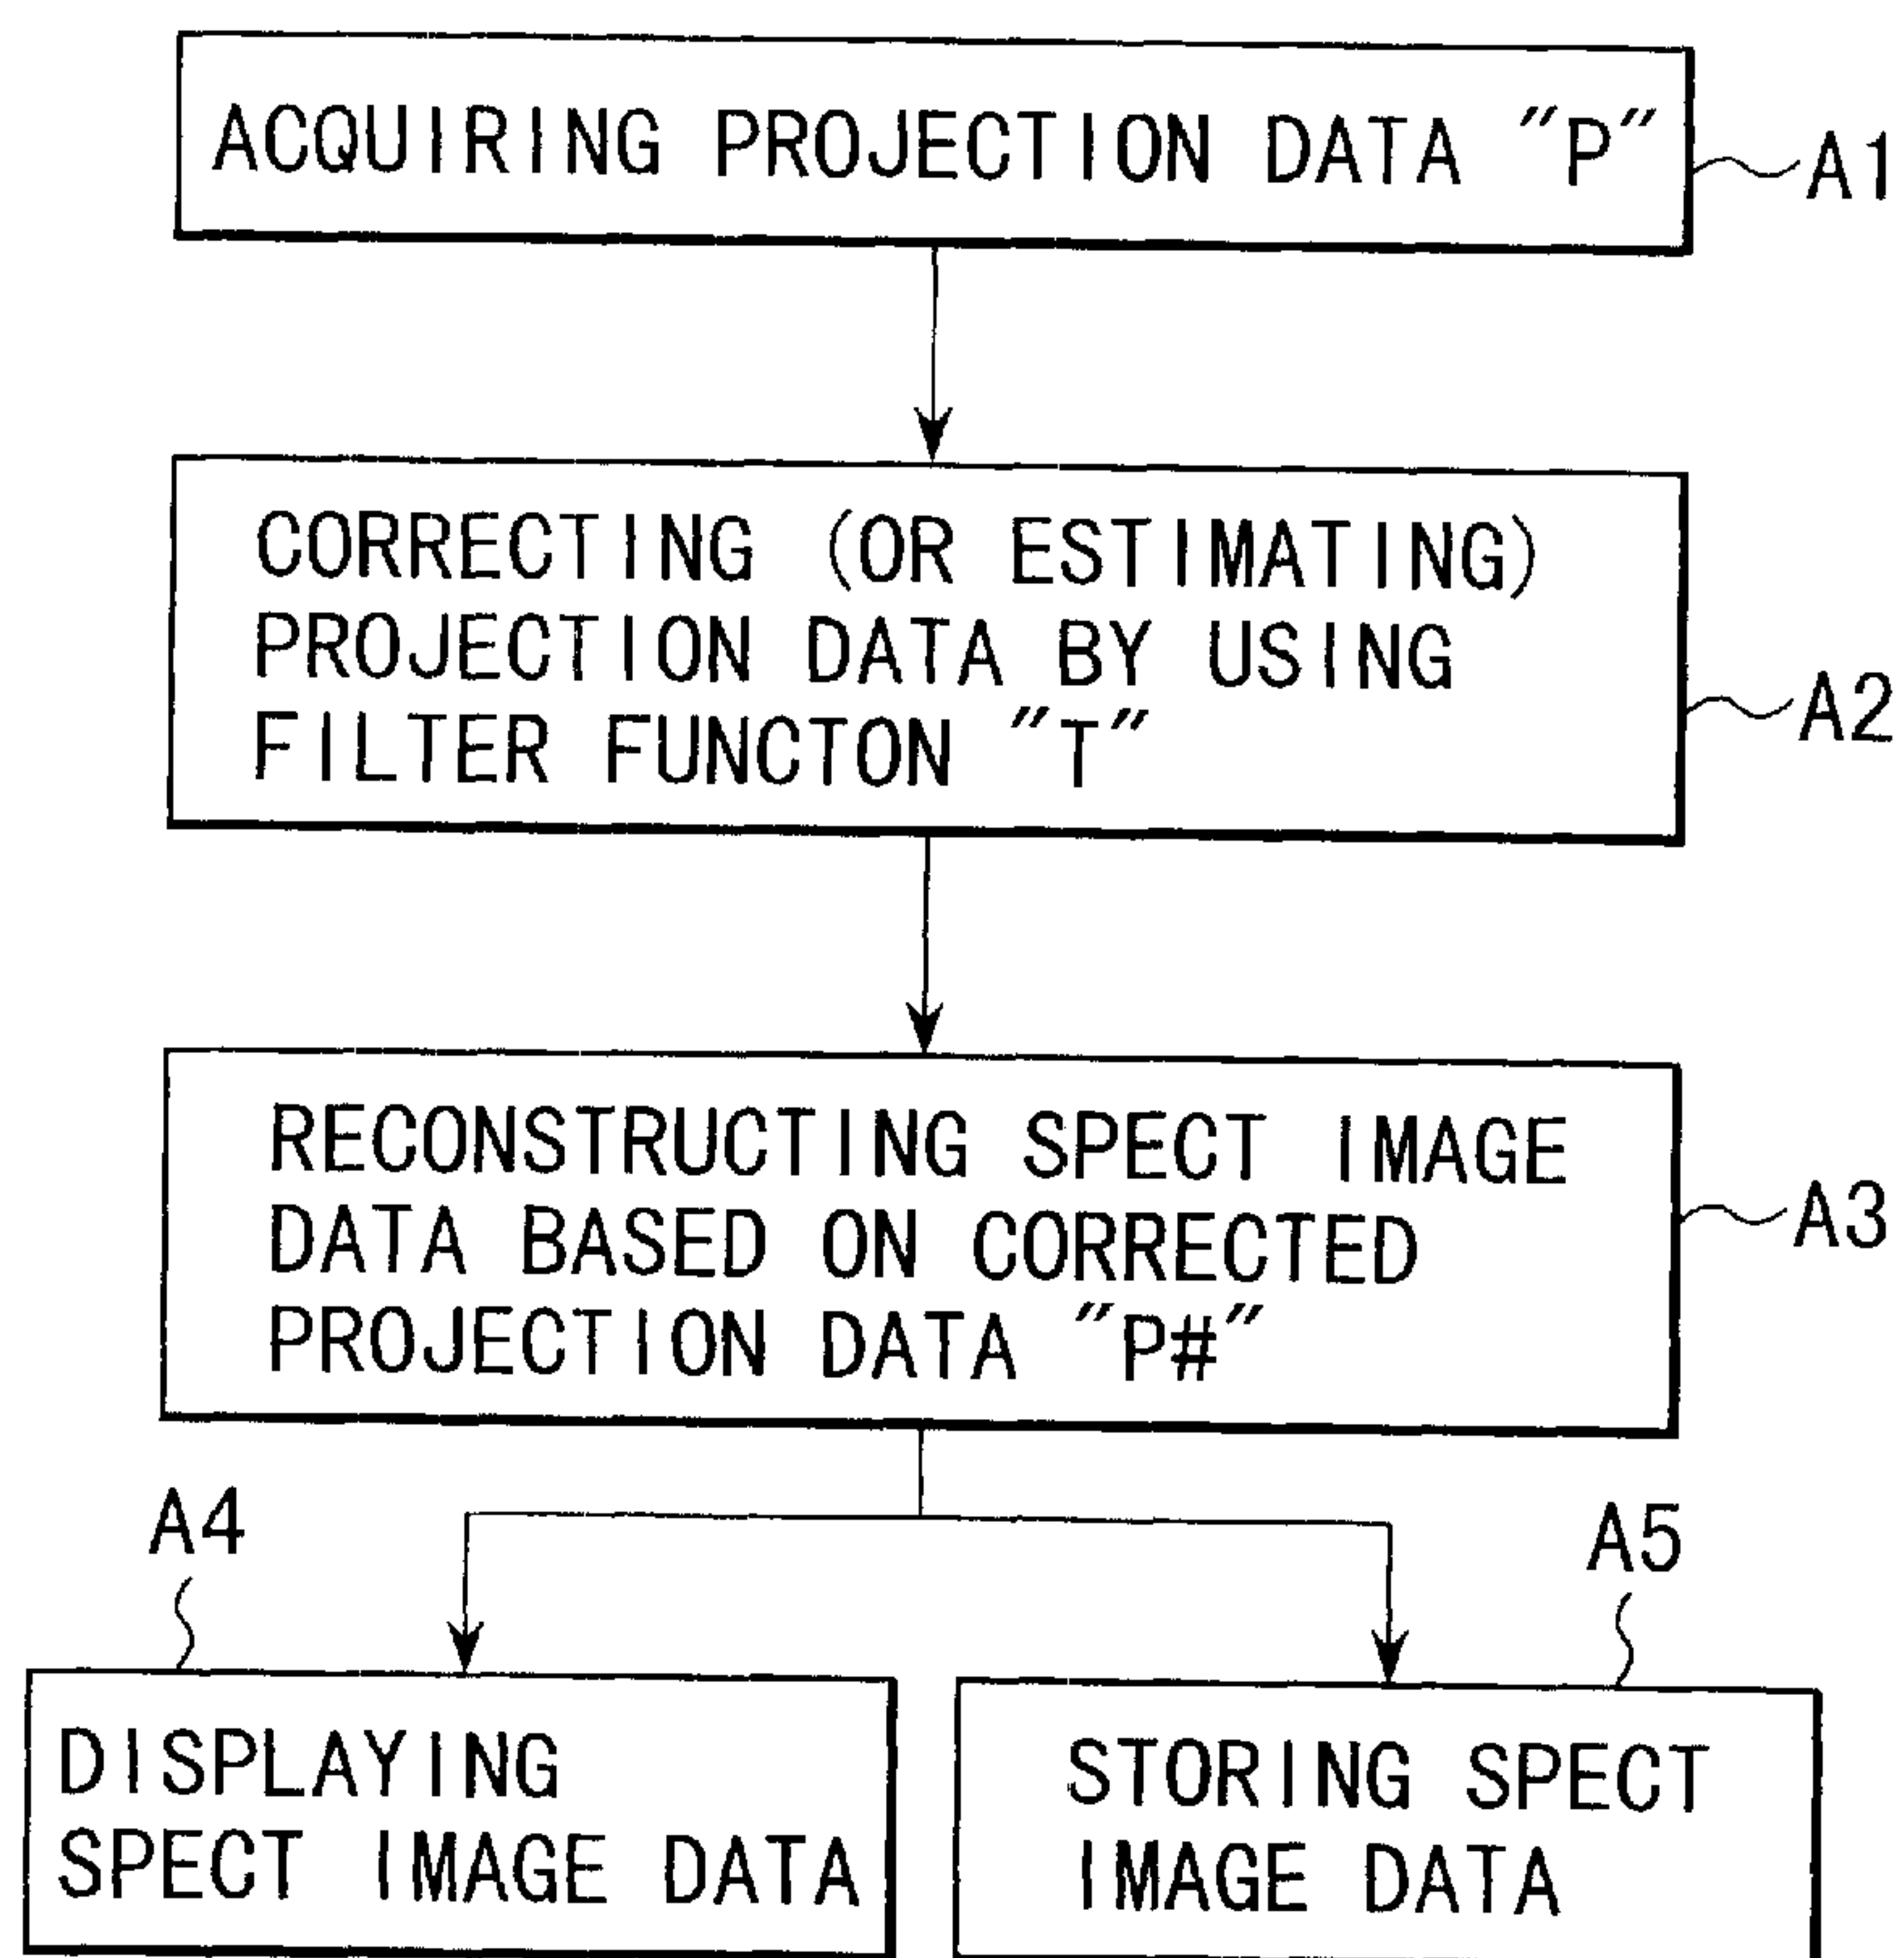 ACQUIRING PROJECTION DATA "P"
A1
CORRECTING (OR ESTIMATING)
PROJECTION DATA BY USING
FILTER FUNCTON "T"
A2
RECONSTRUCTING SPECT IMAGE
DATA BASED ON CORRECTED
PROJECTION DATA "P#"
A3
A4
A5
DISPLAYING
SPECT IMAGE DATA
STORING SPECT
IMAGE DATA